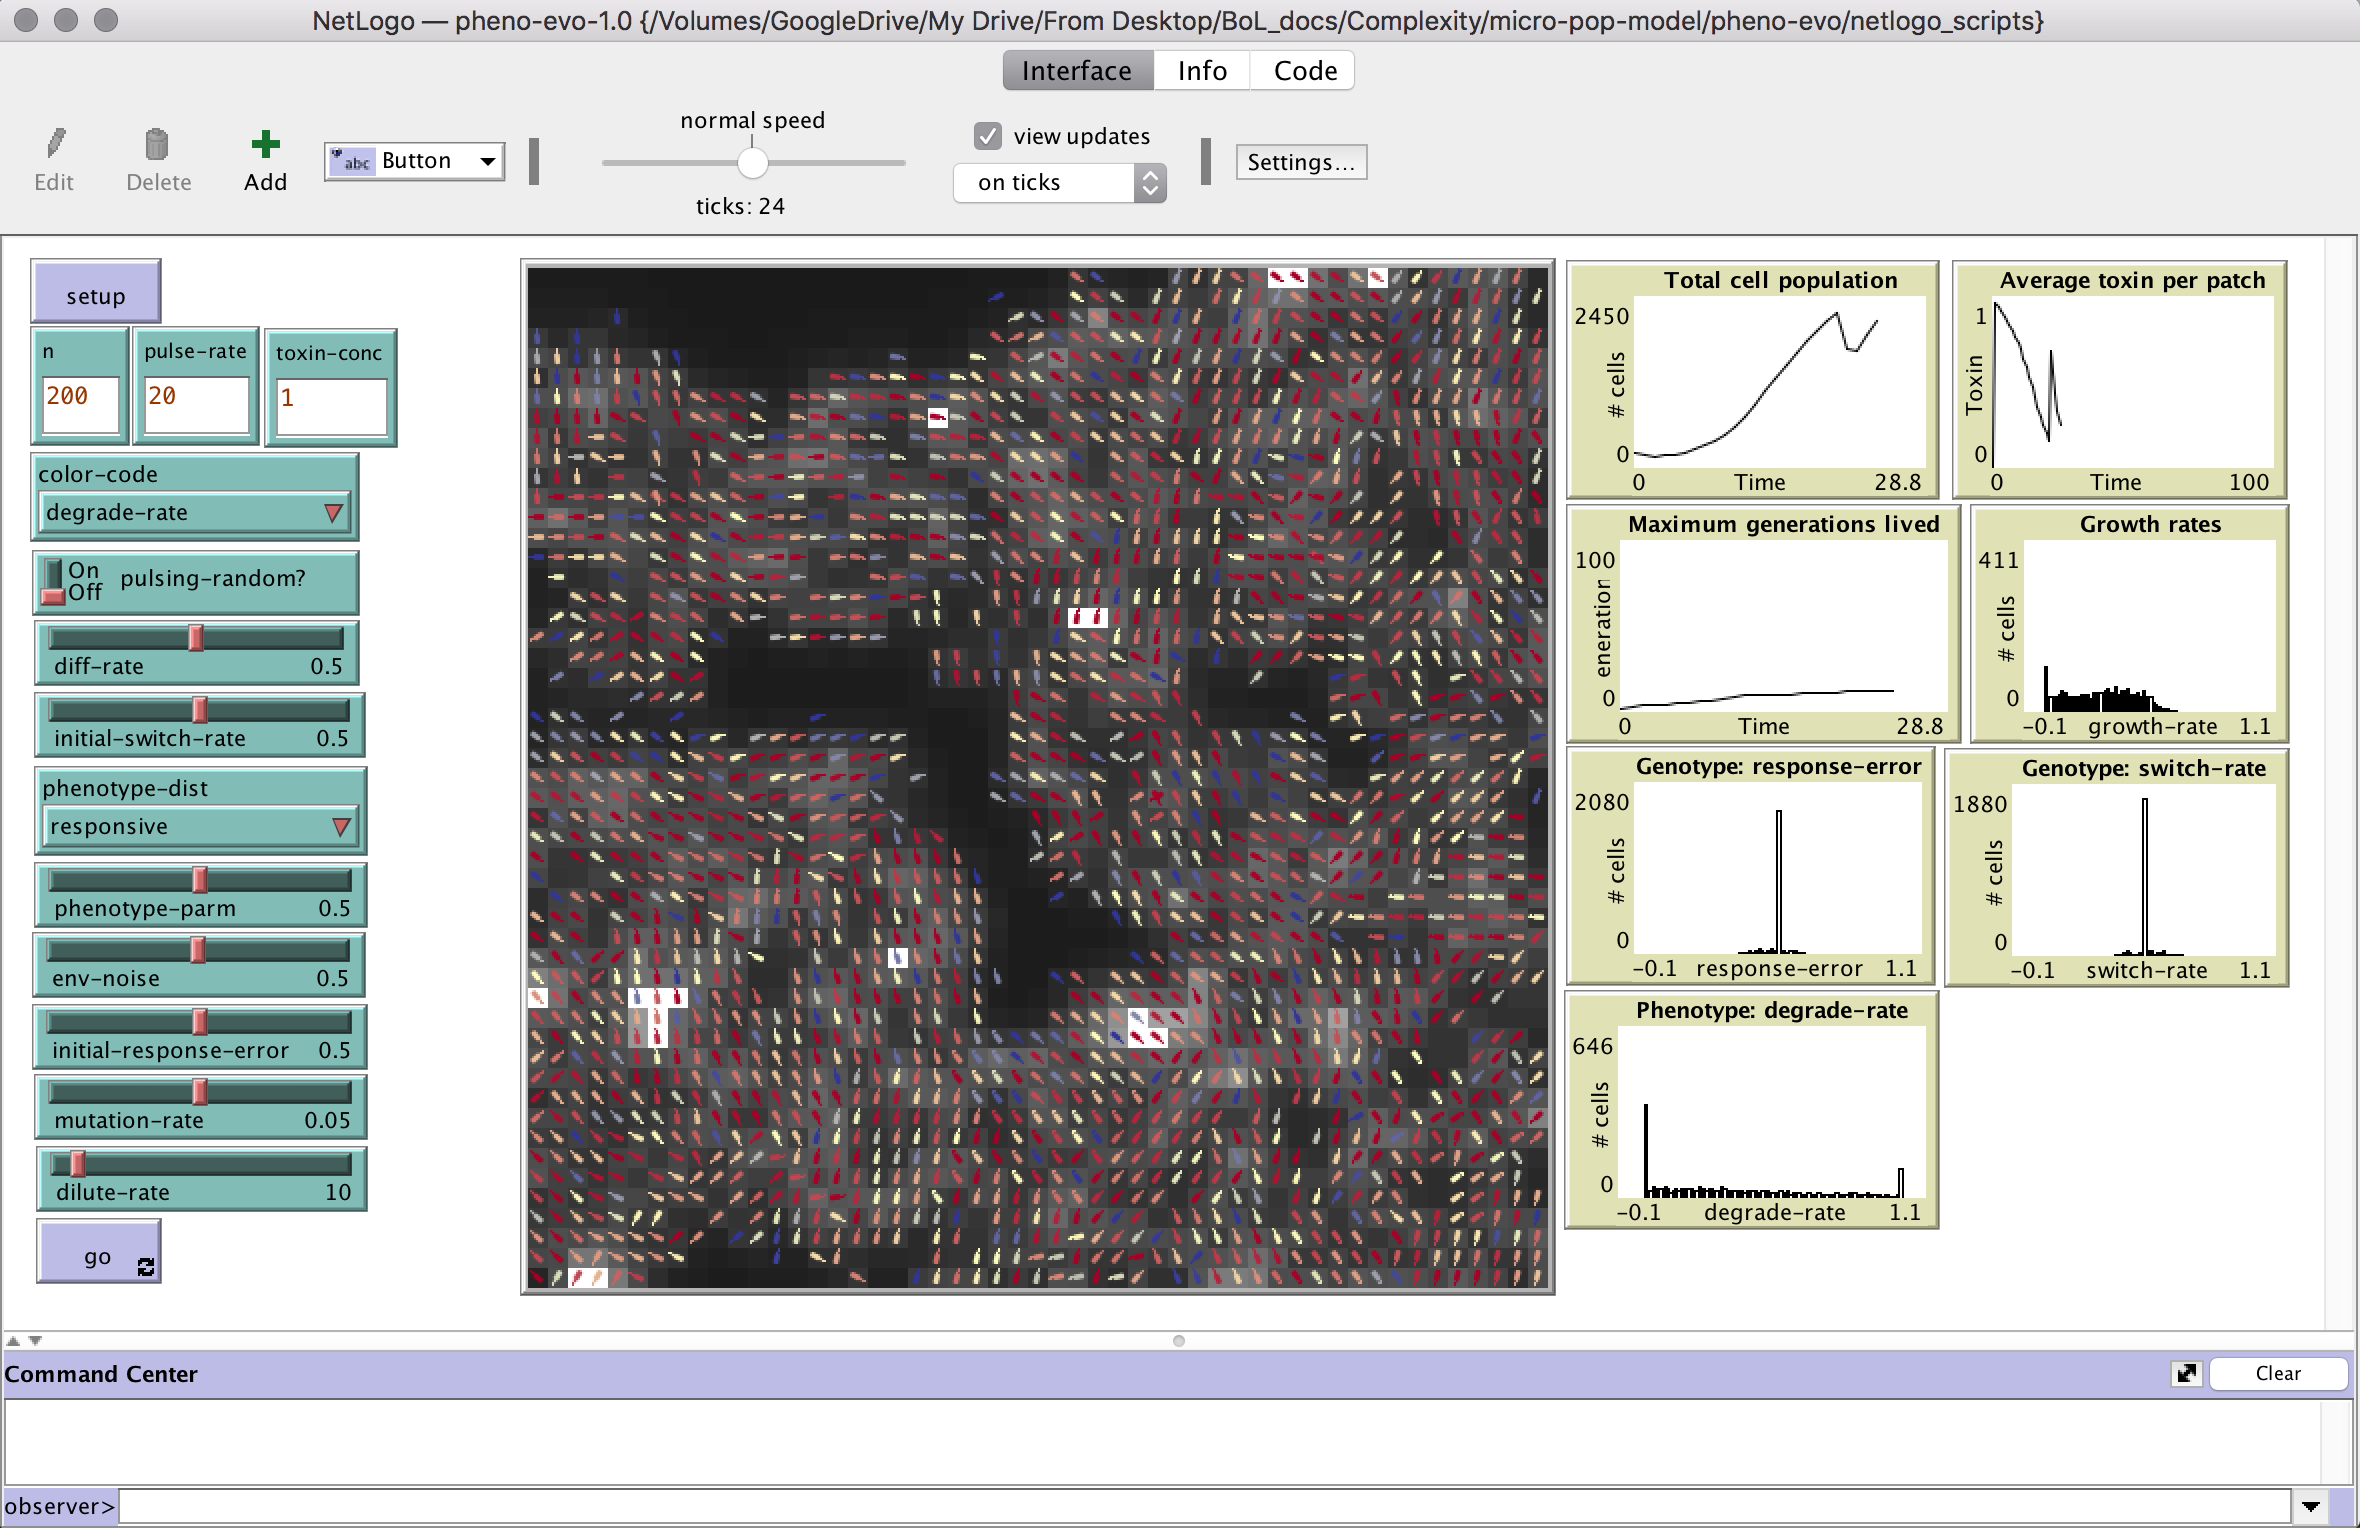 NetLogo — pheno-evo-1.0 {/Volumes/GoogleDrive/My Drive/From Desktop/BoL_docs/Complexity/micro-pop-model/pheno-evo/netlogo_scripts}
Interface Info Code
Edit Delete Add
abc Button
normal speed
ticks: 24
view updates
on ticks
Settings...
setup
n pulse-rate toxin-conc
200 20 1
color-code
degrade-rate
On
Off
pulsing-random?
diff-rate 0.5
initial-switch-rate 0.5
phenotype-dist
responsive
phenotype-parm 0.5
env-noise 0.5
initial-response-error 0.5
mutation-rate 0.05
dilute-rate 10
go
Total cell population
2450
# cells
0
0 Time 28.8
Average toxin per patch
1
Toxin
0
0 Time 100
Maximum generations lived
100
eneration
0
0 Time 28.8
Growth rates
411
# cells
0
-0.1 growth-rate 1.1
Genotype: response-error
2080
# cells
0
-0.1 response-error 1.1
Genotype: switch-rate
1880
# cells
0
-0.1 switch-rate 1.1
Phenotype: degrade-rate
646
# cells
0
-0.1 degrade-rate 1.1
Command Center
Clear
observer>